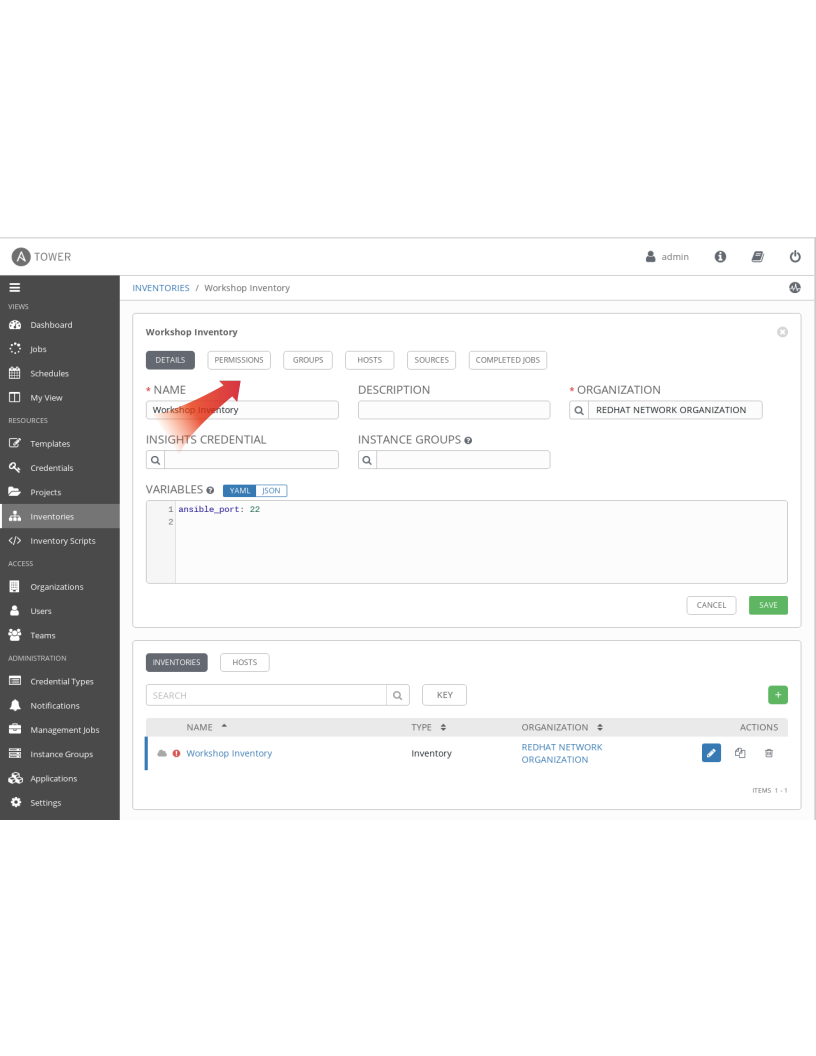 A TOWER
admin
VIEWS
Dashboard
Jobs
Schedules
My View
RESOURCES
Templates
Credentials
Projects
Inventories
Inventory Scripts
ACCESS
Organizations
Users
Teams
ADMINISTRATION
Credential Types
Notifications
Management Jobs
Instance Groups
Applications
Settings
INVENTORIES / Workshop Inventory
Workshop Inventory
DETAILS PERMISSIONS GROUPS HOSTS SOURCES COMPLETED JOBS
* NAME DESCRIPTION * ORGANIZATION
Workshop Inventory REDHAT NETWORK ORGANIZATION
INSIGHTS CREDENTIAL INSTANCE GROUPS ?
VARIABLES ? YAML JSON
1 ansible_port: 22
2
CANCEL SAVE
INVENTORIES HOSTS
SEARCH KEY +
NAME TYPE ORGANIZATION ACTIONS
Workshop Inventory Inventory REDHAT NETWORK
ORGANIZATION
ITEMS 1 - 1